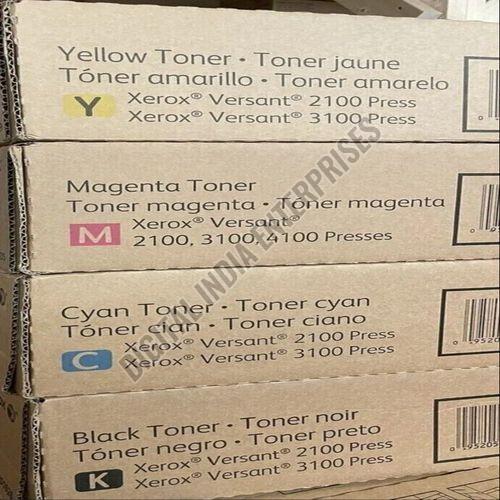 Yellow Toner • Toner jaune
Tóner amarillo • Toner amarelo
Y
Xerox® Versant® 2100 Press
Xerox® Versant® 3100 Press
Magenta Toner
Toner magenta • Toner magenta
M
Xerox® Versant®
2100, 3100, 4100 Presses
Cyan Toner • Toner cyan
Tóner cian • Toner ciano
C
Xerox® Versant® 2100 Press
Xerox® Versant® 3100 Press
Black Toner • Toner noir
Tóner negro • Toner preto
K
Xerox® Versant® 2100 Press
Xerox® Versant® 3100 Press
DIGITAL INDIA ENTERPRISES